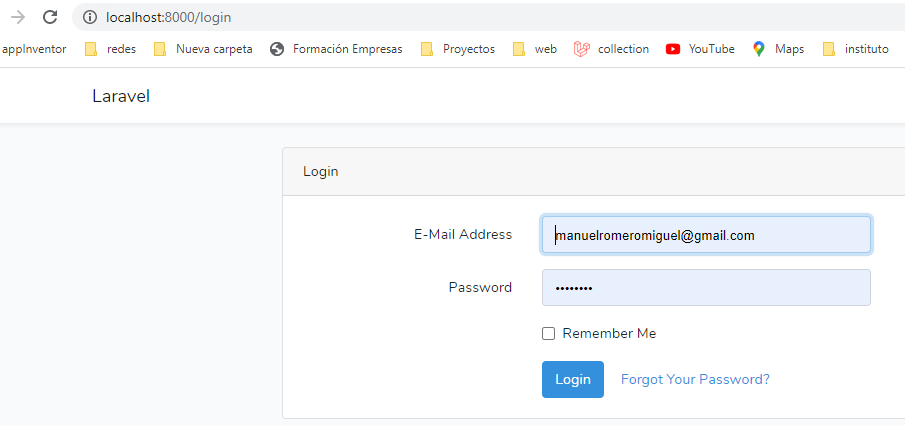 localhost:8000/login
appInventor redes Nueva carpeta Formación Empresas Proyectos web collection YouTube Maps instituto
Laravel
Login
E-Mail Address manuelromeromiguel@gmail.com
Password ••••••••
Remember Me
Login Forgot Your Password?